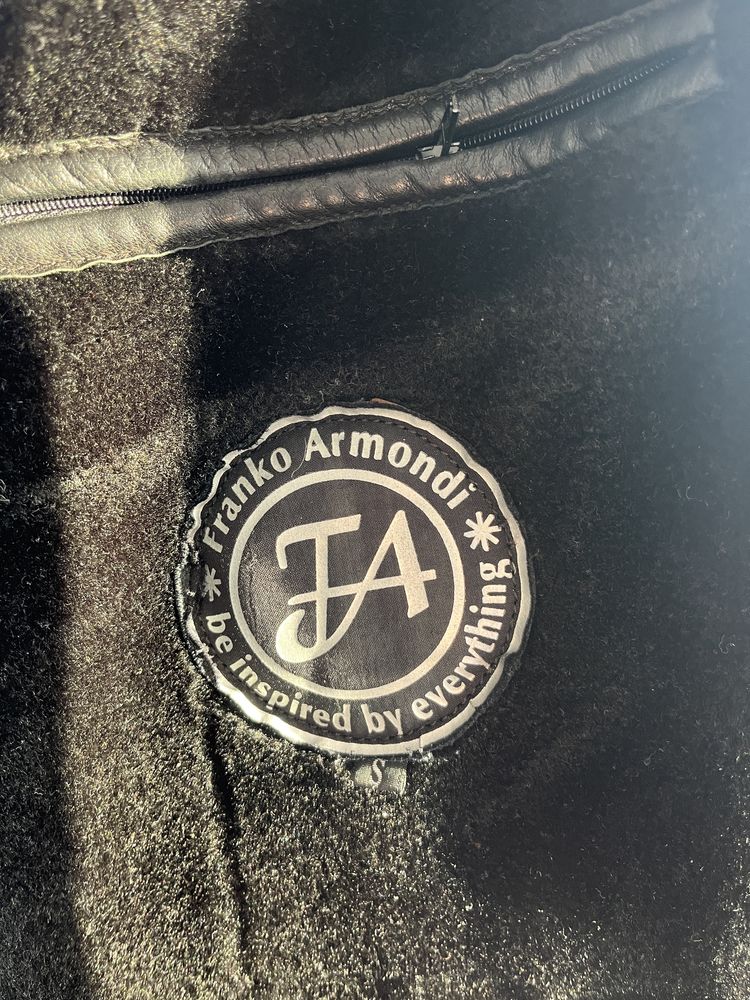 Franko Armondi
FA
be inspired by everything
S